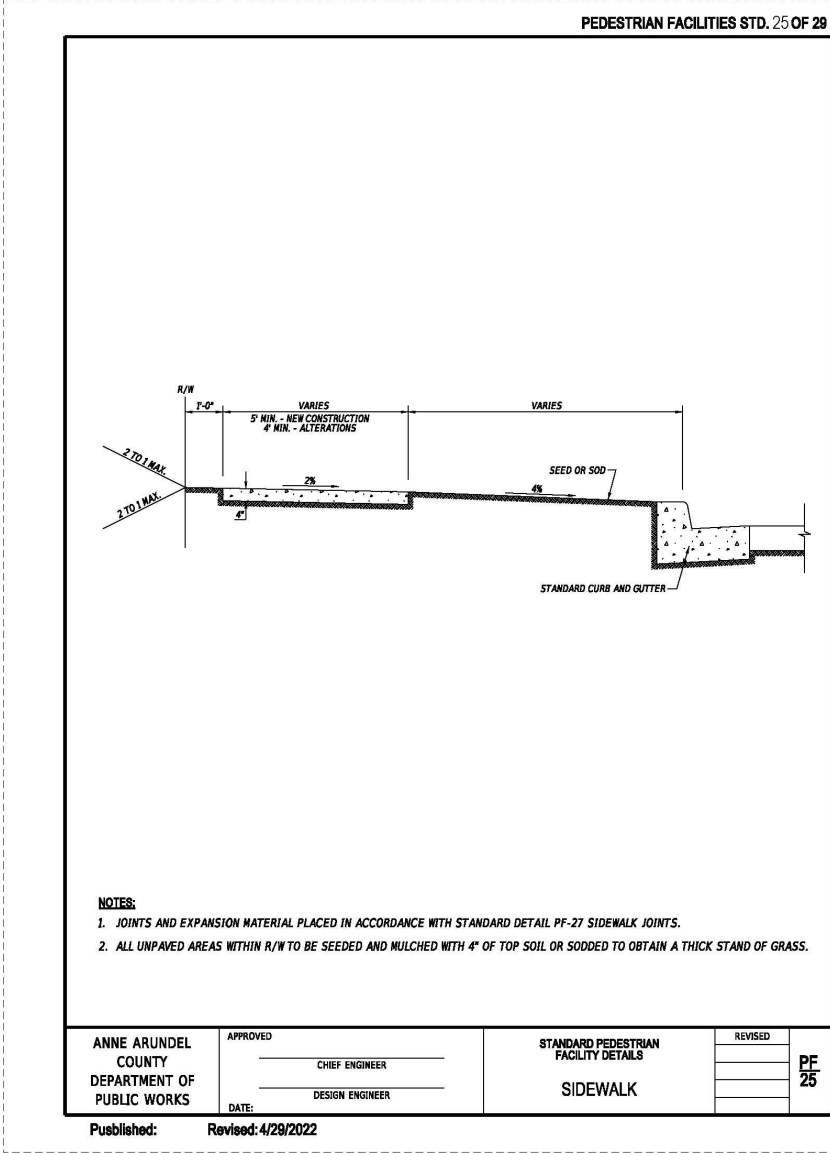 PEDESTRIAN FACILITIES STD. 25 OF 29
R/W
1'-0"
VARIES
5' MIN. - NEW CONSTRUCTION
4' MIN. - ALTERATIONS
VARIES
2 TO 1 MAX.
2 TO 1 MAX.
2%
4"
SEED OR SOD
4%
STANDARD CURB AND GUTTER
NOTES:
1. JOINTS AND EXPANSION MATERIAL PLACED IN ACCORDANCE WITH STANDARD DETAIL PF-27 SIDEWALK JOINTS.
2. ALL UNPAVED AREAS WITHIN R/W TO BE SEEDED AND MULCHED WITH 4" OF TOP SOIL OR SODDED TO OBTAIN A THICK STAND OF GRASS.
ANNE ARUNDEL
COUNTY
DEPARTMENT OF
PUBLIC WORKS
APPROVED
CHIEF ENGINEER
DESIGN ENGINEER
DATE:
STANDARD PEDESTRIAN
FACILITY DETAILS
SIDEWALK
REVISED
PF
25
Pusblished: Revised: 4/29/2022